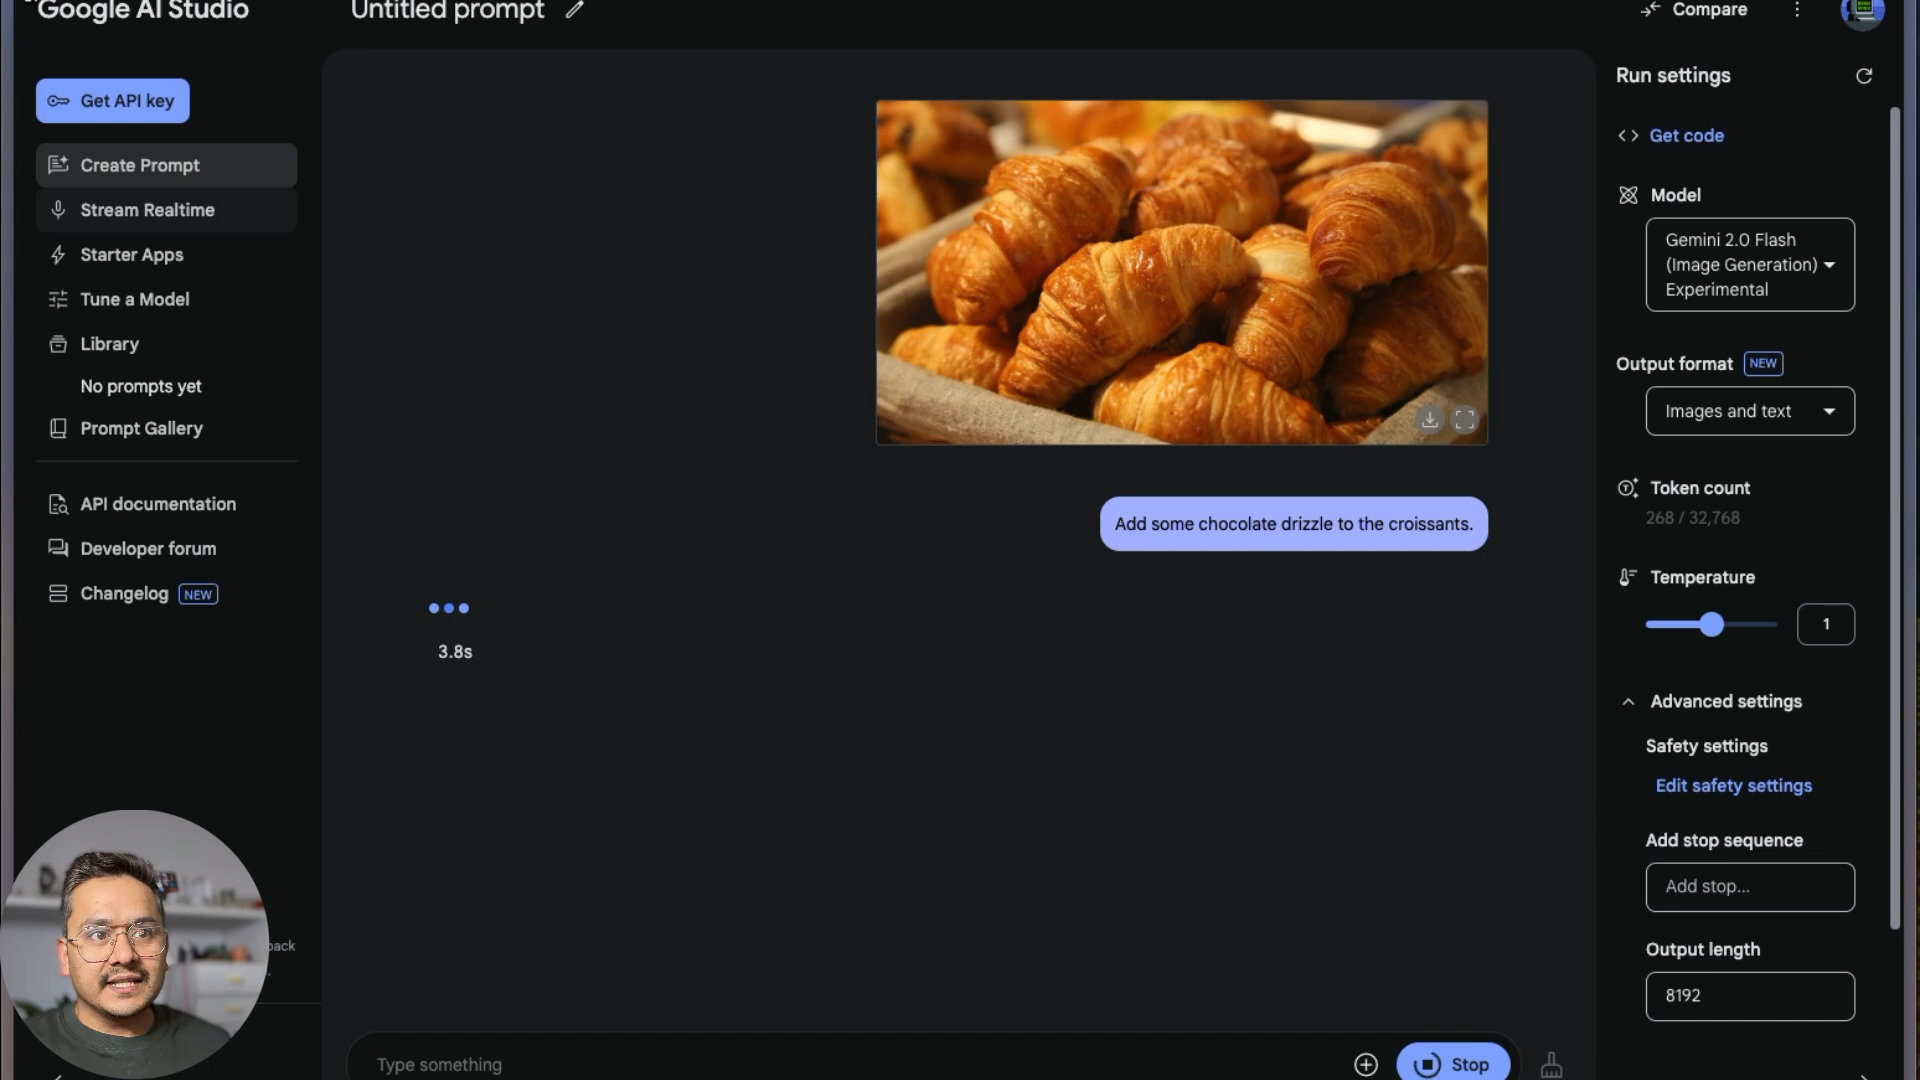 Google AI Studio
Untitled prompt
Compare
Get API key
Create Prompt
Stream Realtime
Starter Apps
Tune a Model
Library
No prompts yet
Prompt Gallery
API documentation
Developer forum
Changelog NEW
back
Add some chocolate drizzle to the croissants.
3.8s
Type something
Stop
Run settings
Get code
Model
Gemini 2.0 Flash
(Image Generation)
Experimental
Output format NEW
Images and text
Token count
268 / 32,768
Temperature
1
Advanced settings
Safety settings
Edit safety settings
Add stop sequence
Add stop...
Output length
8192